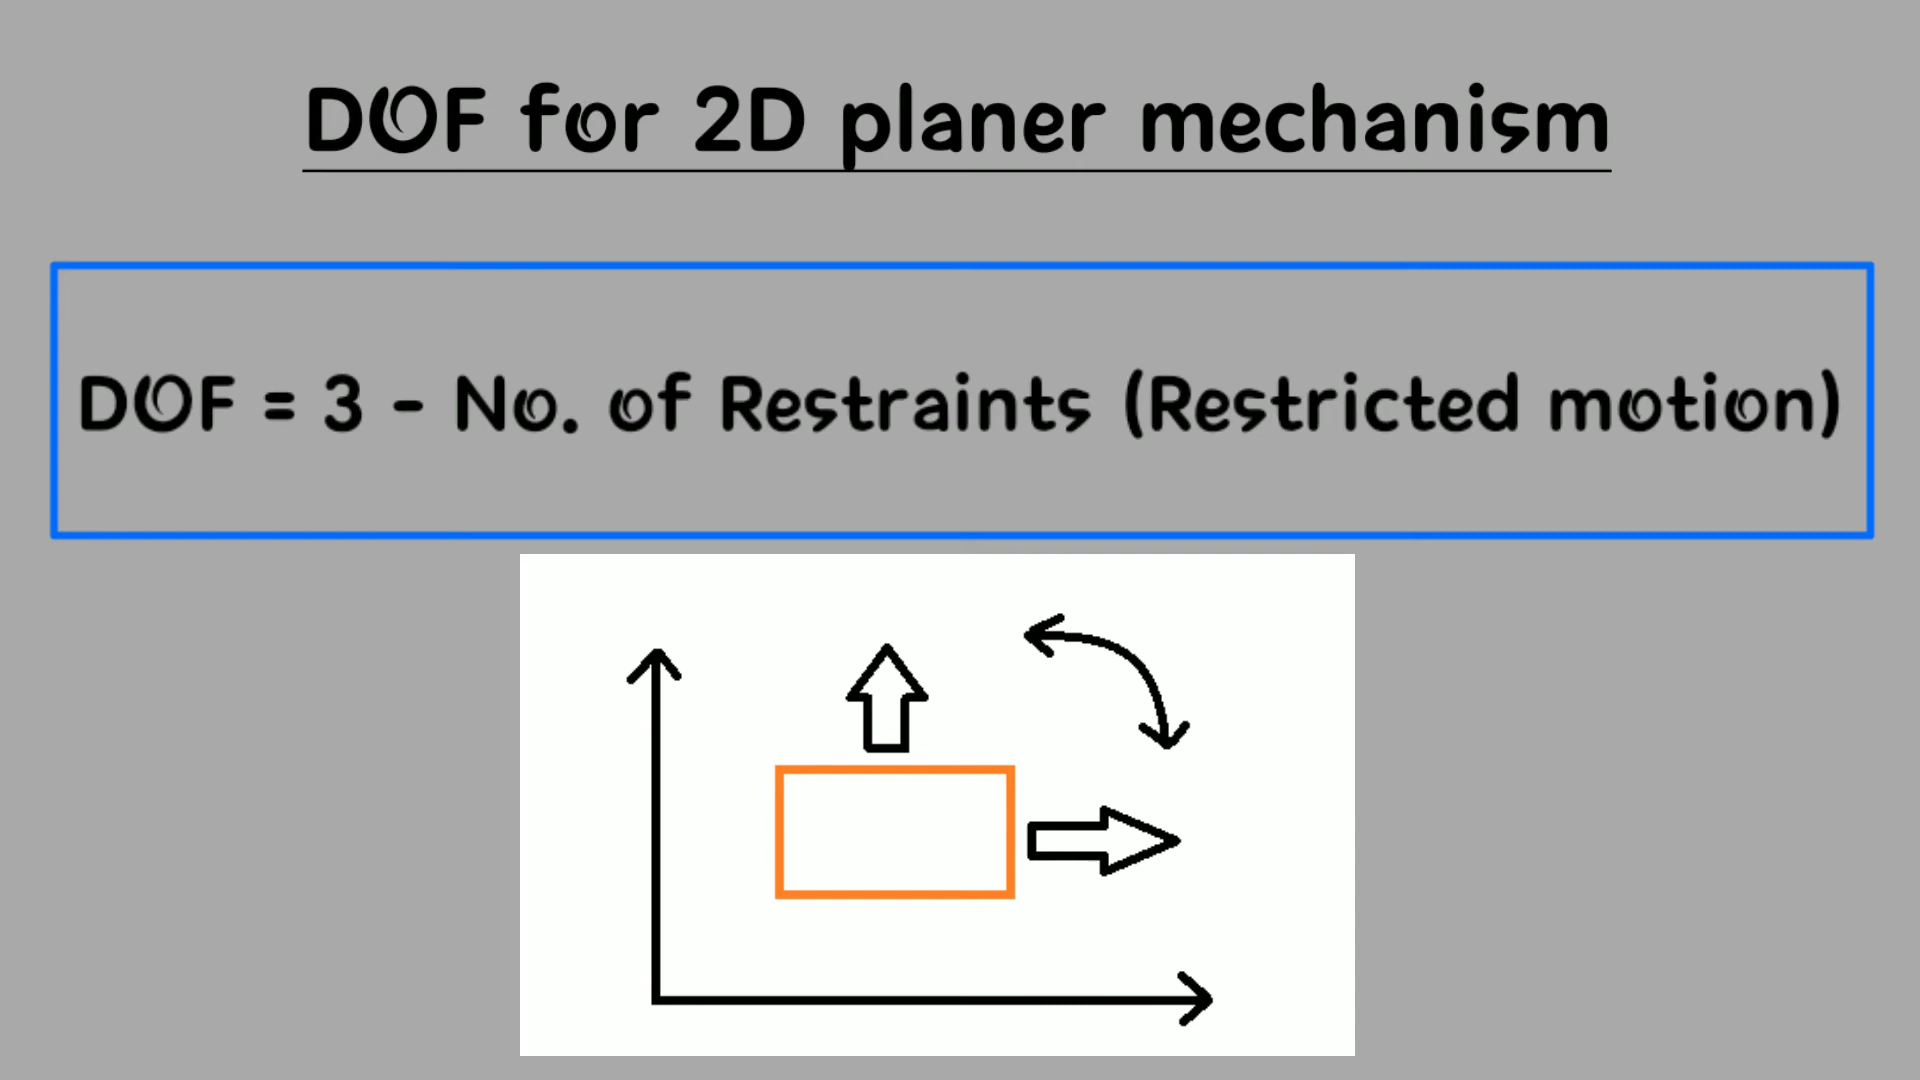 DOF for 2D planer mechanism
DOF = 3 - No. of Restraints (Restricted motion)